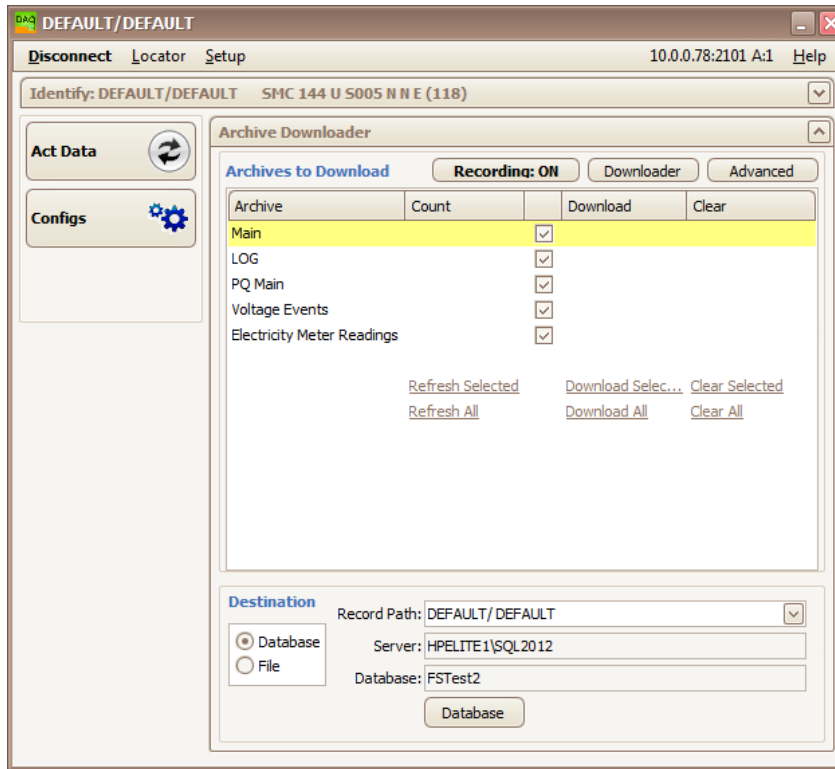 DAQ DEFAULT/DEFAULT
Disconnect Locator Setup 10.0.0.78:2101 A:1 Help
Identify: DEFAULT/DEFAULT SMC 144 U S005 N N E (118)
Act Data
Configs
Archive Downloader
Archives to Download Recording: ON Downloader Advanced
Archive Count Download Clear
Main
LOG
PQ Main
Voltage Events
Electricity Meter Readings
Refresh Selected Download Selec... Clear Selected
Refresh All Download All Clear All
Destination
Record Path: DEFAULT/ DEFAULT
Database
Server: HPELITE1\SQL2012
File
Database: FSTest2
Database